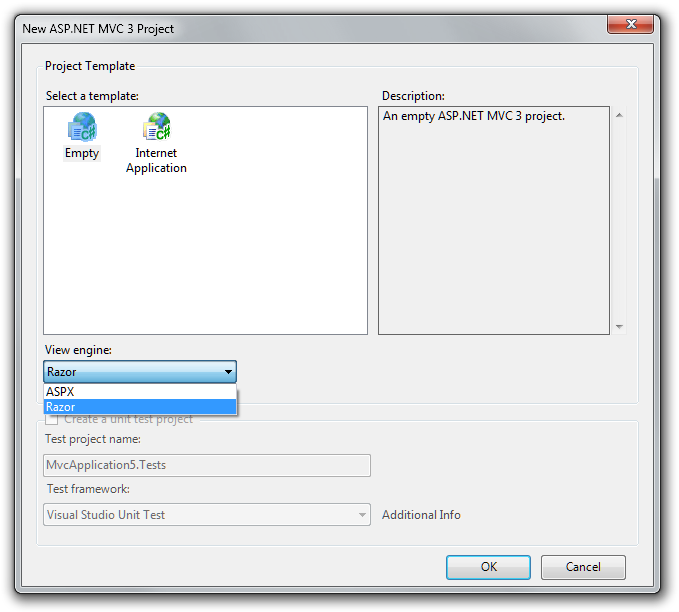 New ASP.NET MVC 3 Project
Project Template
Select a template:
Description:
Empty
Internet
Application
An empty ASP.NET MVC 3 project.
View engine:
Razor
ASPX
Razor
Create a unit test project
Test project name:
MvcApplication5.Tests
Test framework:
Visual Studio Unit Test
Additional Info
OK
Cancel